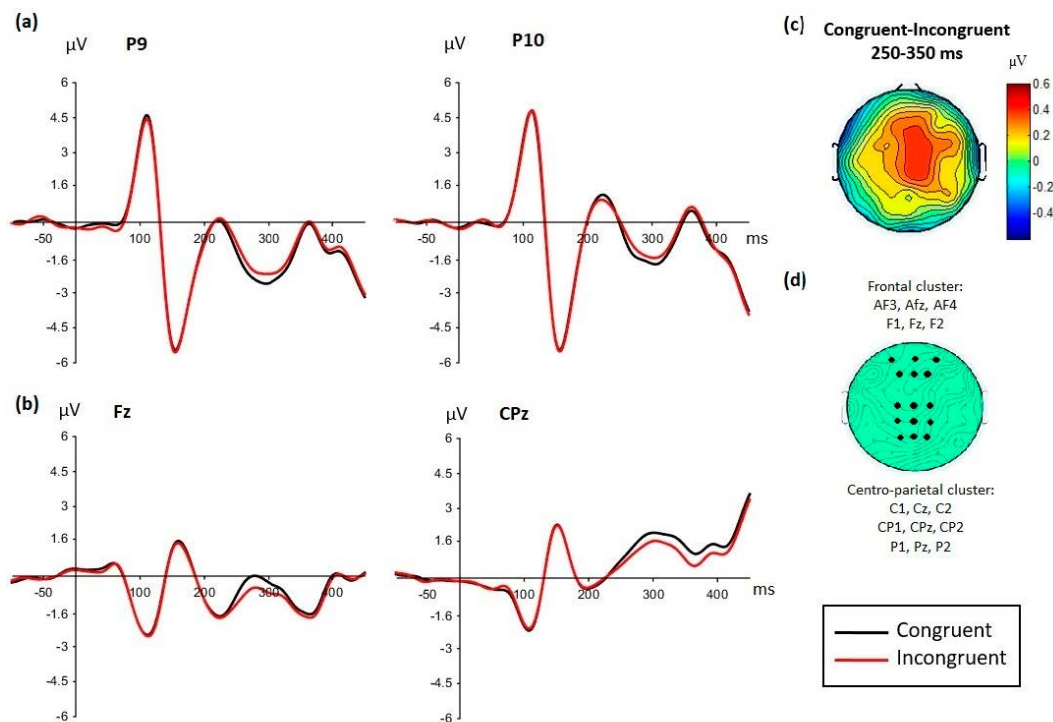 (a)
μV
P9
6
4.5
3
1.6
-1.6
-3
-4.5
-6
-50
100
200
300
400
μV
P10
6
4.5
3
1.6
-1.6
-3
-4.5
-6
-50
100
200
300
400
ms
(b)
μV
Fz
6
4.5
3
1.6
-1.6
-3
-4.5
-6
-50
100
200
300
400
μV
CPz
6
4.5
3
1.6
-1.6
-3
-4.5
-6
-50
100
200
300
400
ms
(c)
Congruent-Incongruent
250-350 ms
μV
0.6
0.4
0.2
0
-0.2
-0.4
(d)
Frontal cluster:
AF3, Afz, AF4
F1, Fz, F2
Centro-parietal cluster:
C1, Cz, C2
CP1, CPz, CP2
P1, Pz, P2
Congruent
Incongruent